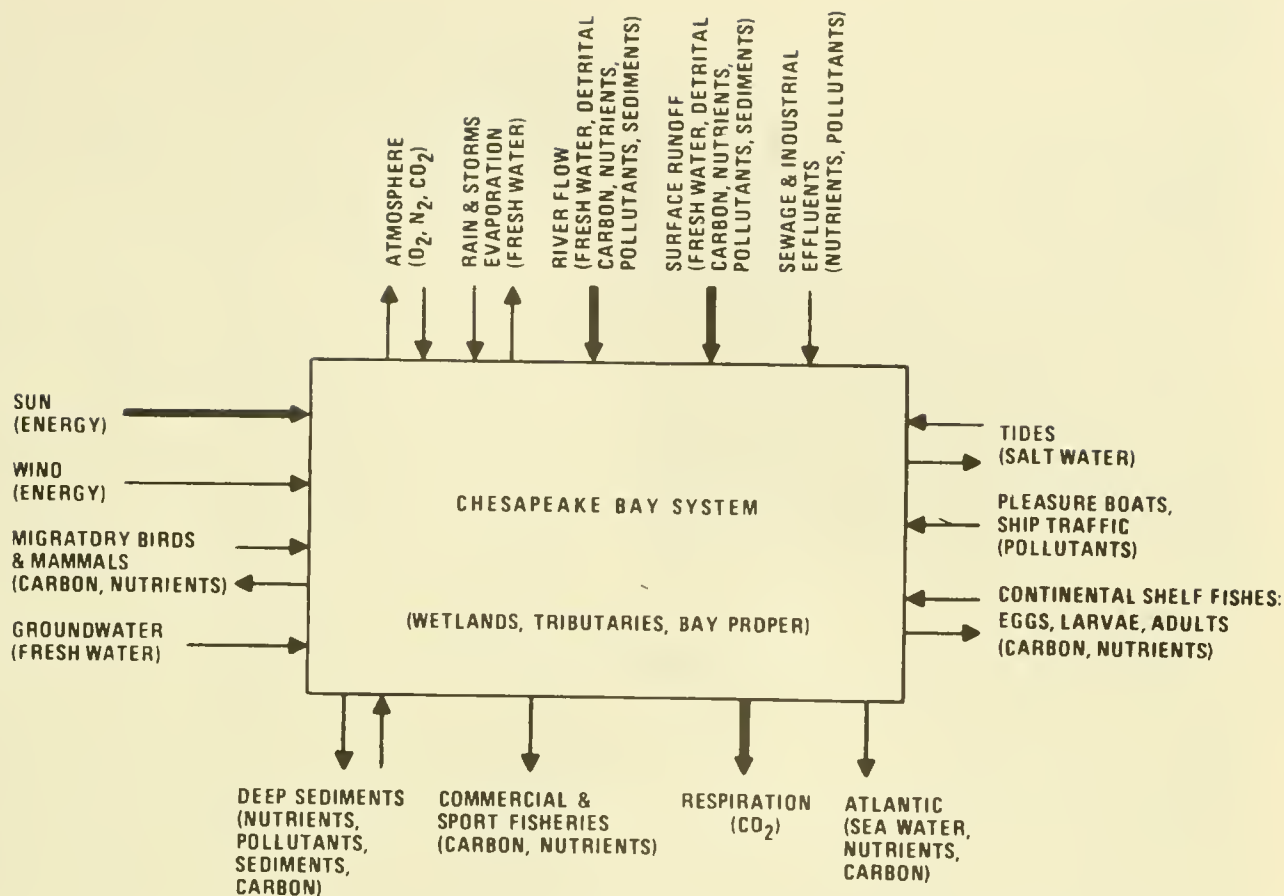 ATMOSPHERE
(O₂, N₂, CO₂)
RAIN & STORMS
EVAPORATION
(FRESH WATER)
RIVER FLOW
(FRESH WATER, DETRITAL
CARBON, NUTRIENTS,
POLLUTANTS, SEDIMENTS)
SURFACE RUNOFF
(FRESH WATER, DETRITAL
CARBON, NUTRIENTS,
POLLUTANTS, SEDIMENTS)
SEWAGE & INDUSTRIAL
EFFLUENTS
(NUTRIENTS, POLLUTANTS)
SUN
(ENERGY)
WIND
(ENERGY)
MIGRATORY BIRDS
& MAMMALS
(CARBON, NUTRIENTS)
GROUNDWATER
(FRESH WATER)
CHESAPEAKE BAY SYSTEM
(WETLANDS, TRIBUTARIES, BAY PROPER)
TIDES
(SALT WATER)
PLEASURE BOATS,
SHIP TRAFFIC
(POLLUTANTS)
CONTINENTAL SHELF FISHES:
EGGS, LARVAE, ADULTS
(CARBON, NUTRIENTS)
DEEP SEDIMENTS
(NUTRIENTS,
POLLUTANTS,
SEDIMENTS,
CARBON)
COMMERCIAL &
SPORT FISHERIES
(CARBON, NUTRIENTS)
RESPIRATION
(CO₂)
ATLANTIC
(SEA WATER,
NUTRIENTS,
CARBON)